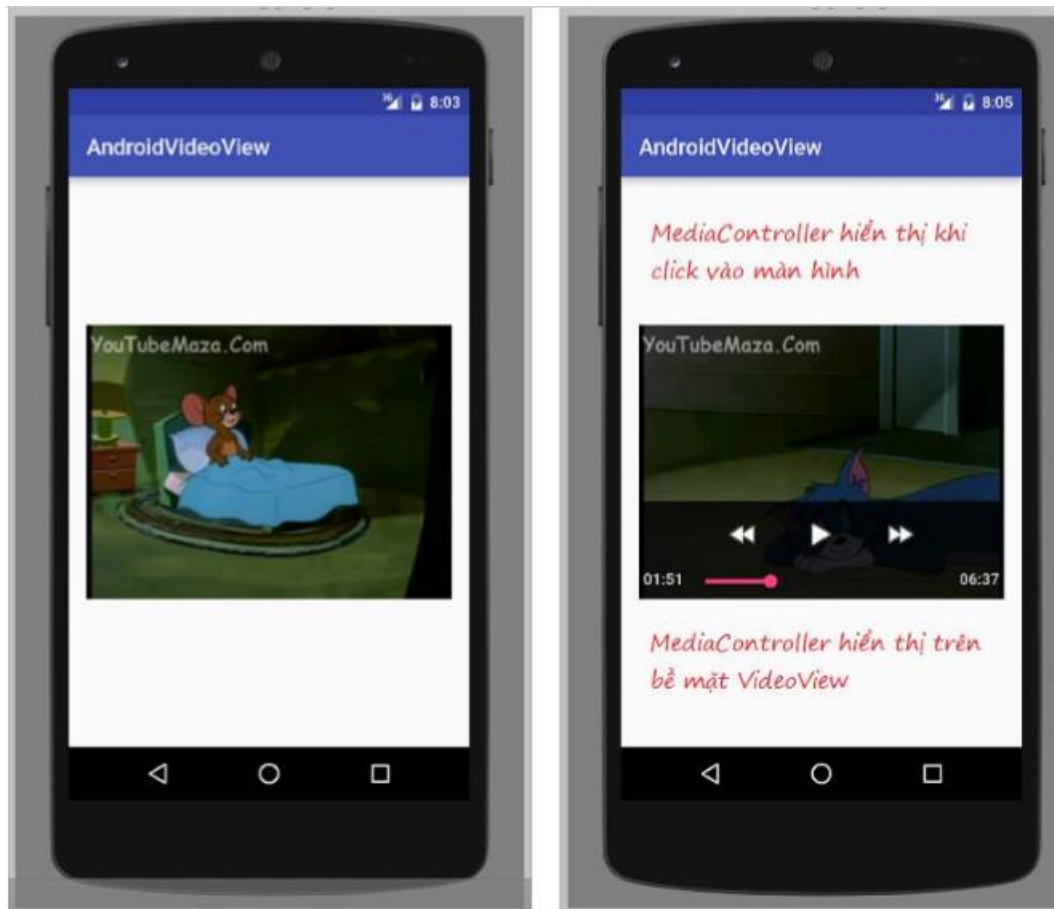 8:03
AndroidVideoView
YouTubeMaza.Com
8:05
AndroidVideoView
MediaController hiển thị khi
click vào màn hình
YouTubeMaza.Com
01:51
06:37
MediaController hiển thị trên
bề mặt VideoView